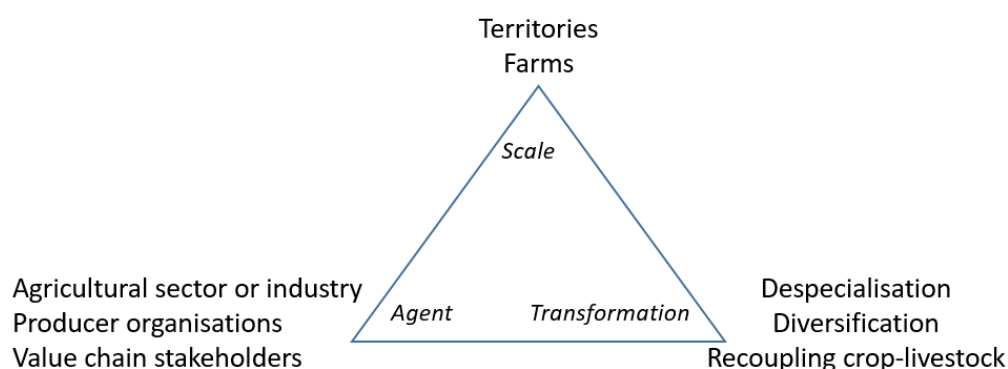 Territories
Farms
Scale
Agricultural sector or industry
Producer organisations
Value chain stakeholders
Agent
Transformation
Despecialisation
Diversification
Recoupling crop-livestock